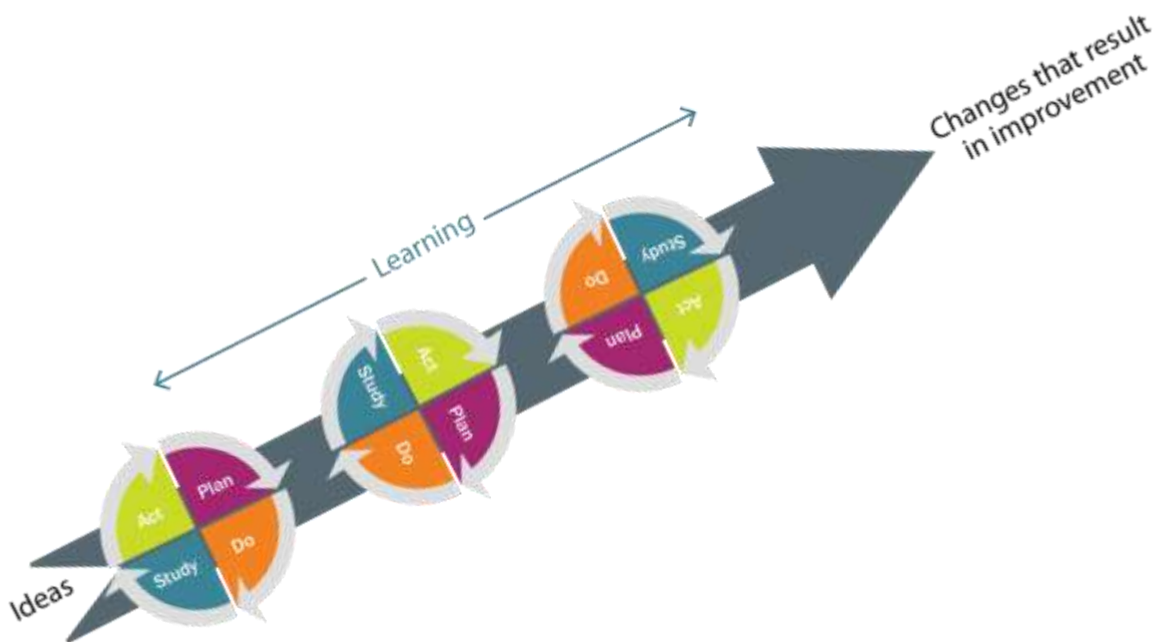 Changes that result
in improvement
Learning
Study
Do
Act
Plan
Act
Study
Plan
Do
Plan
Act
Do
Study
Ideas